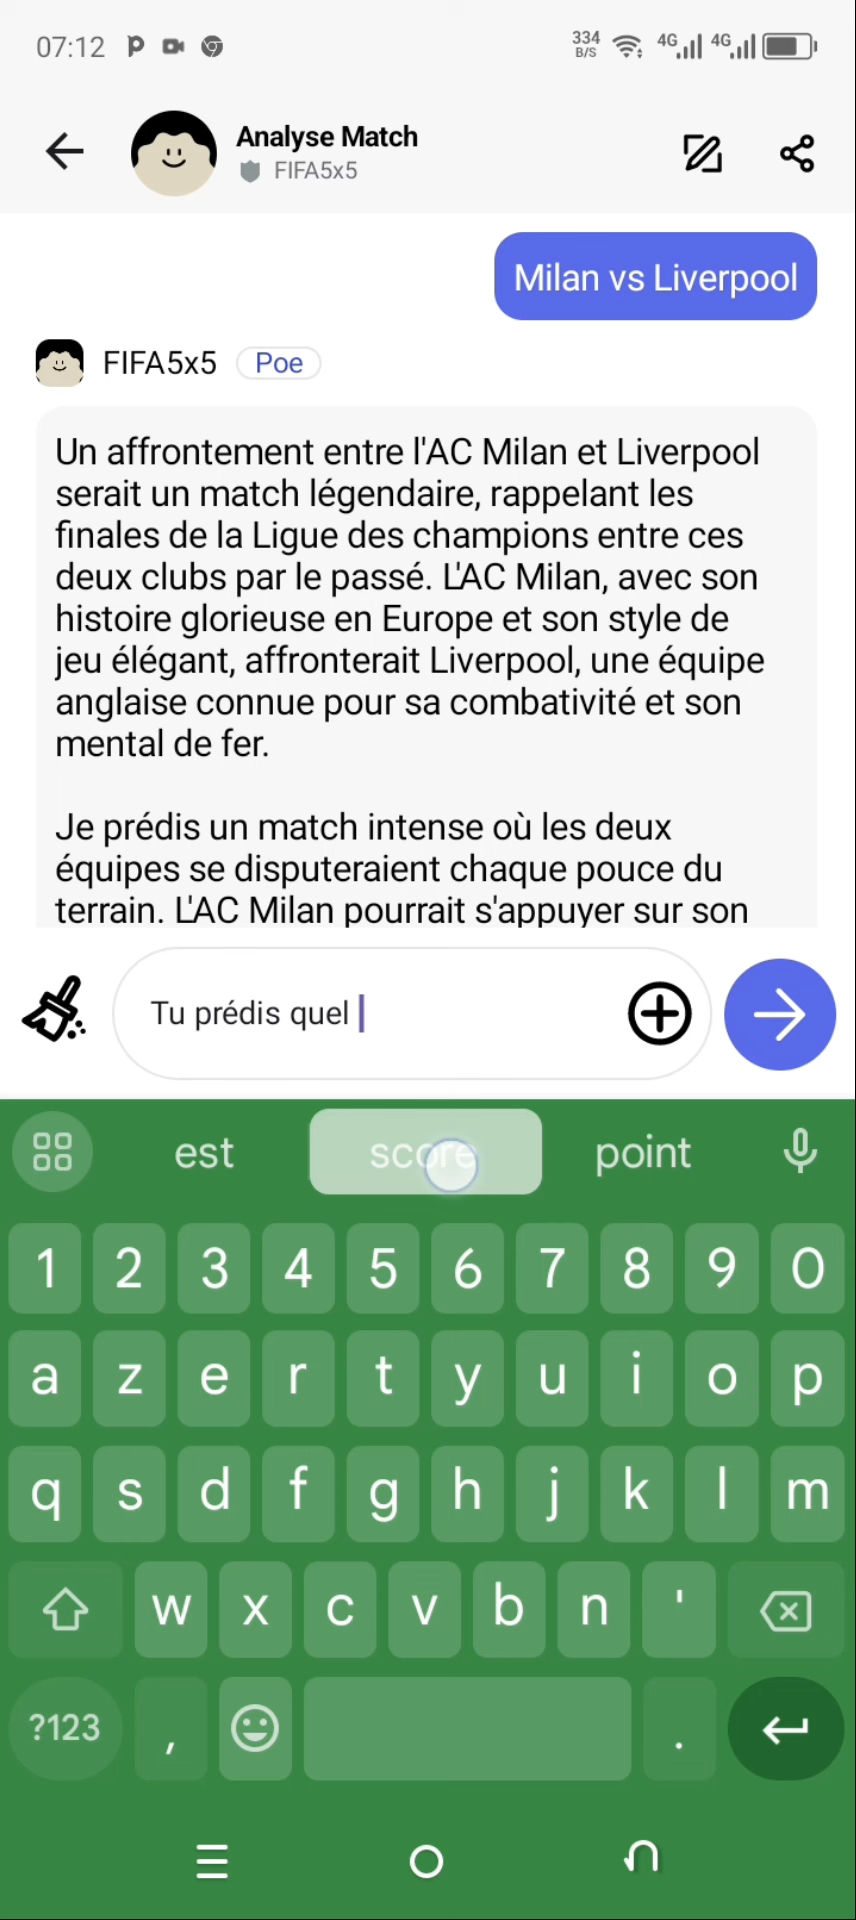 07:12
334
B/S
4G
4G
Analyse Match
FIFA5x5
Milan vs Liverpool
FIFA5x5
Poe
Un affrontement entre l'AC Milan et Liverpool
serait un match légendaire, rappelant les
finales de la Ligue des champions entre ces
deux clubs par le passé. L'AC Milan, avec son
histoire glorieuse en Europe et son style de
jeu élégant, affronterait Liverpool, une équipe
anglaise connue pour sa combativité et son
mental de fer.
Je prédis un match intense où les deux
équipes se disputeraient chaque pouce du
terrain. L'AC Milan pourrait s'appuyer sur son
Tu prédis quel
est
score
point
1 2 3 4 5 6 7 8 9 0
a z e r t y u i o p
q s d f g h j k l m
w x c v b n '
?123 , .